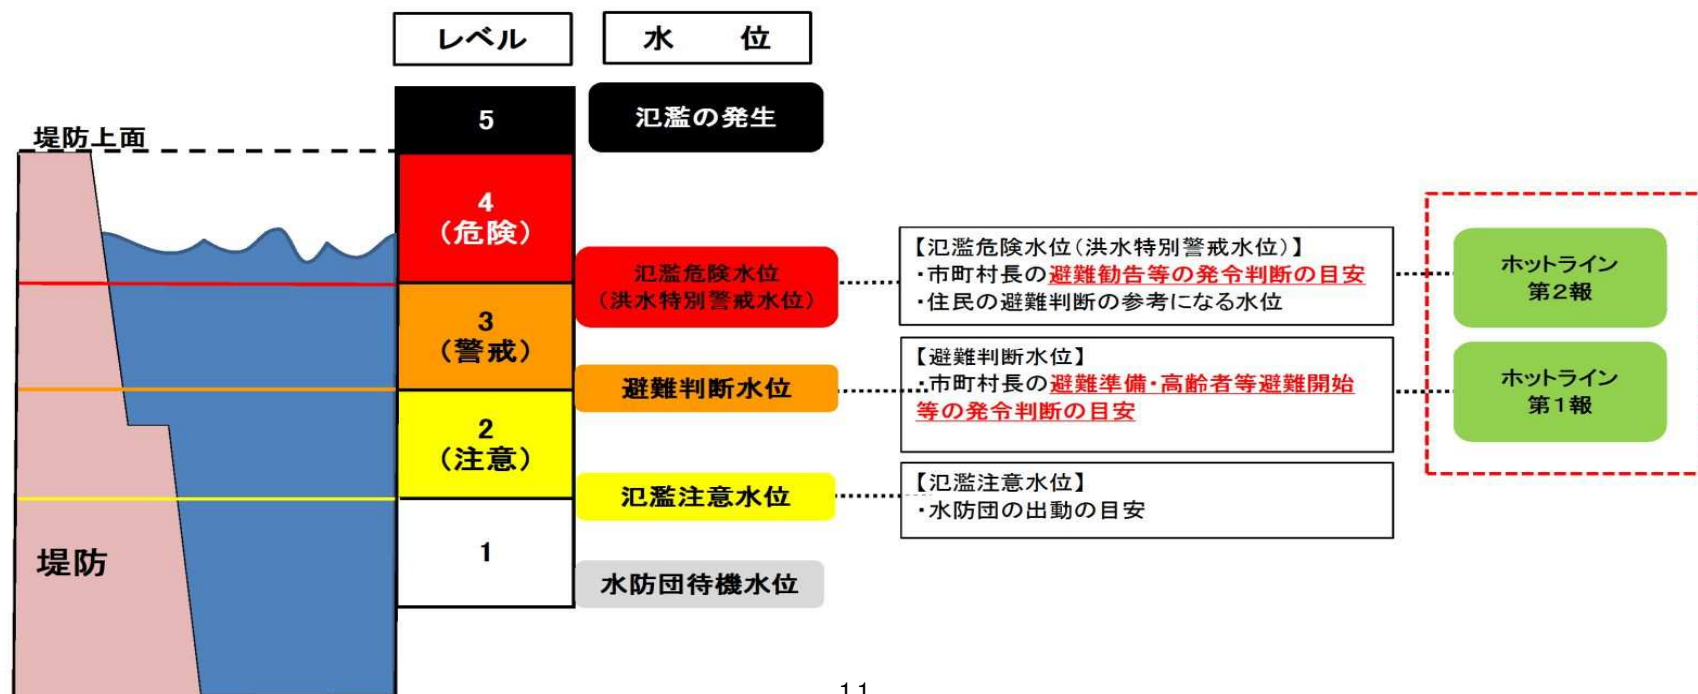 レベル
水　位
5
氾濫の発生
堤防上面
4
（危険）
氾濫危険水位
（洪水特別警戒水位）
【氾濫危険水位（洪水特別警戒水位）】
・市町村長の避難勧告等の発令判断の目安
・住民の避難判断の参考になる水位
ホットライン
第２報
3
（警戒）
避難判断水位
【避難判断水位】
・市町村長の避難準備・高齢者等避難開始
等の発令判断の目安
ホットライン
第１報
2
（注意）
氾濫注意水位
【氾濫注意水位】
・水防団の出動の目安
堤防
1
水防団待機水位
11